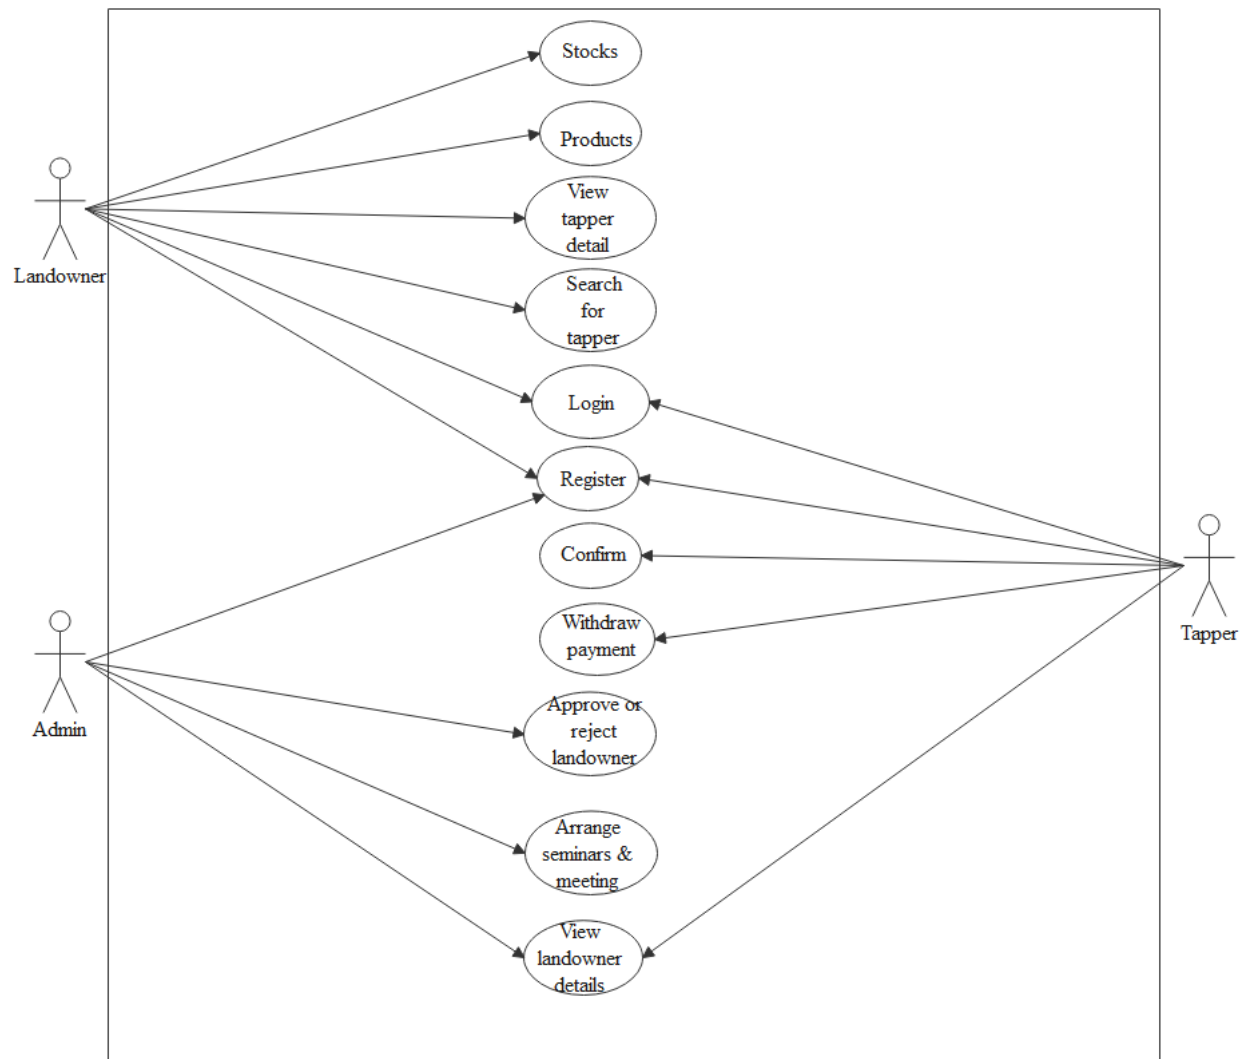 Stocks
Products
View
tapper
detail
Landowner
Search
for
tapper
Login
Register
Confirm
Withdraw
payment
Tapper
Admin
Approve or
reject
landowner
Arrange
seminars &
meeting
View
landowner
details